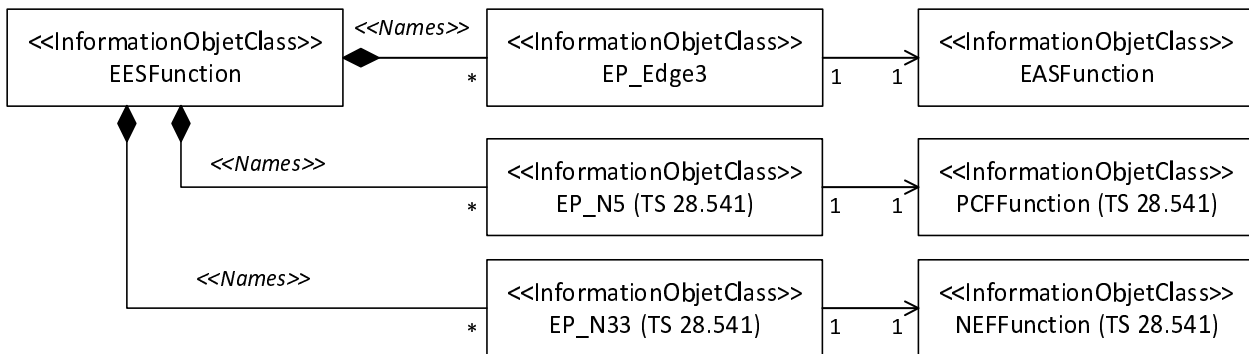 <<InformationObjetClass>>
EESFunction
<<Names>>
*
<<InformationObjetClass>>
EP_Edge3
1
1
<<InformationObjetClass>>
EASFunction
<<Names>>
*
<<InformationObjetClass>>
EP_N5 (TS 28.541)
1
1
<<InformationObjetClass>>
PCFFunction (TS 28.541)
<<Names>>
*
<<InformationObjetClass>>
EP_N33 (TS 28.541)
1
1
<<InformationObjetClass>>
NEFFunction (TS 28.541)